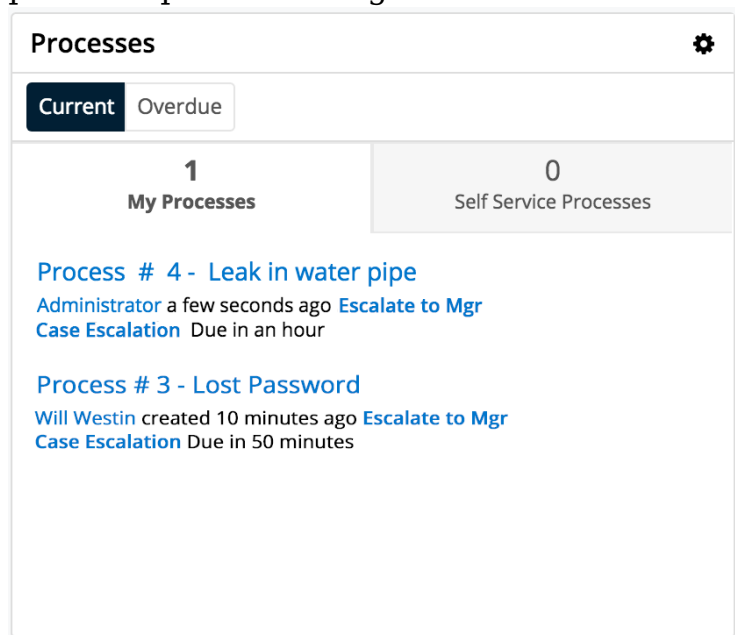 Processes
Current Overdue
1 0
My Processes Self Service Processes
Process # 4 - Leak in water pipe
Administrator a few seconds ago Escalate to Mgr
Case Escalation Due in an hour
Process # 3 - Lost Password
Will Westin created 10 minutes ago Escalate to Mgr
Case Escalation Due in 50 minutes